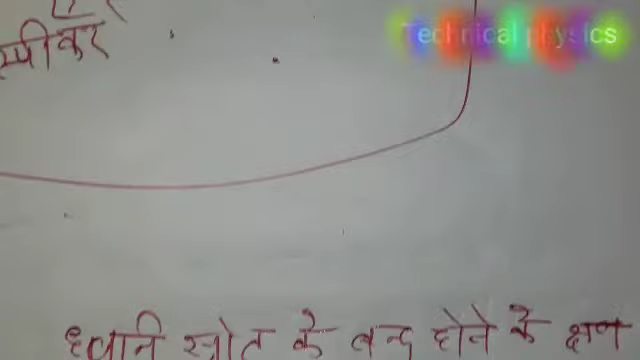 Technical physics
स्पीकर
ध्वनि स्रोत के बन्द होने के क्षण